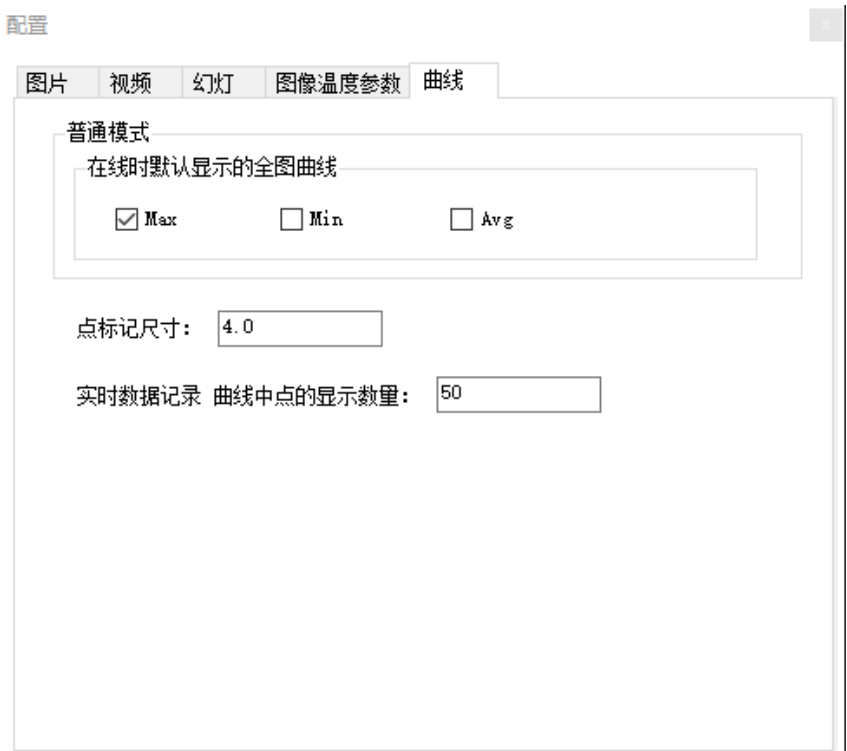 配置
x
图片 视频 幻灯 图像温度参数 曲线
普通模式
在线时默认显示的全图曲线
Max Min Avg
点标记尺寸： 4.0
实时数据记录 曲线中点的显示数量： 50